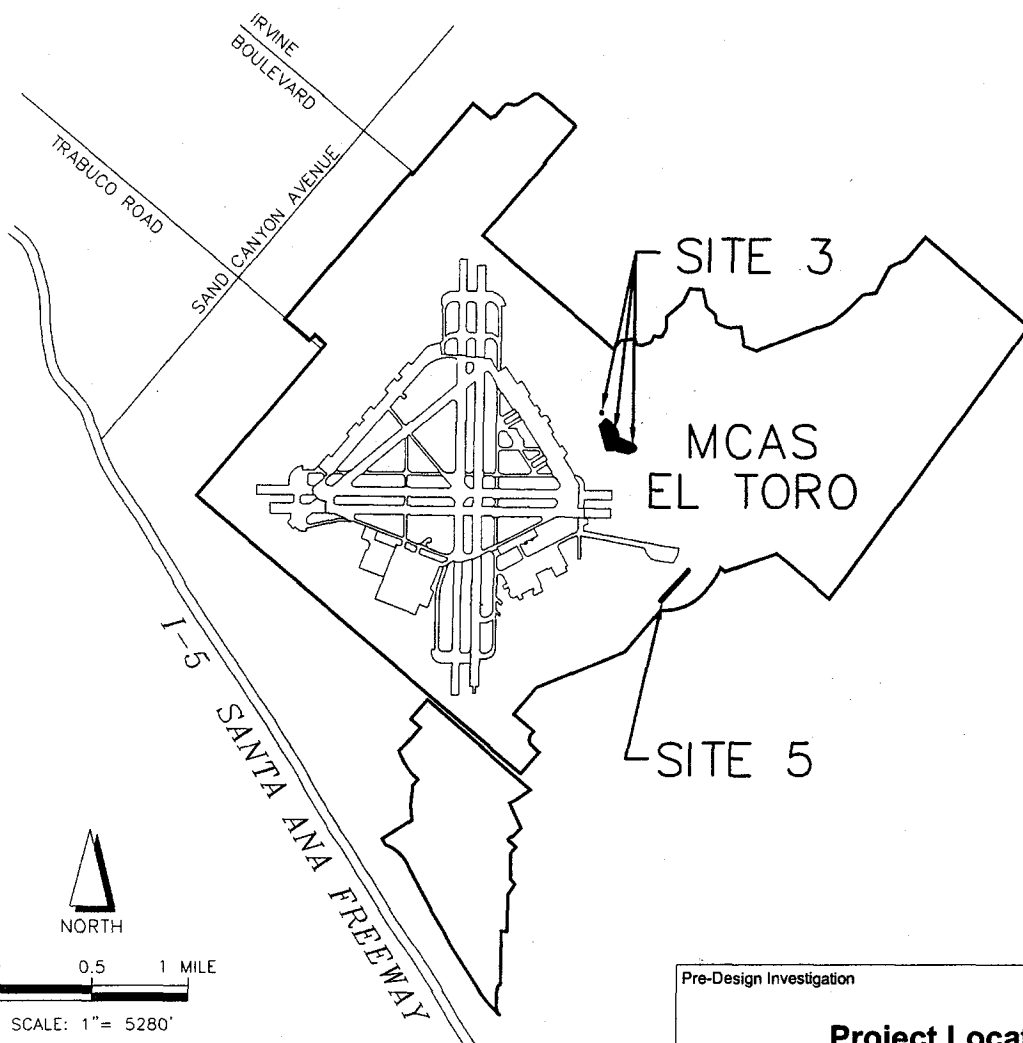 IRVINE
BOULEVARD
TRABUCO ROAD
SAND CANYON AVENUE
SITE 3
MCAS
EL TORO
I-5 SANTA ANA FREEWAY
SITE 5
NORTH
0.5 1 MILE
SCALE: 1"= 5280'
Pre-Design Investigation
Project Locat